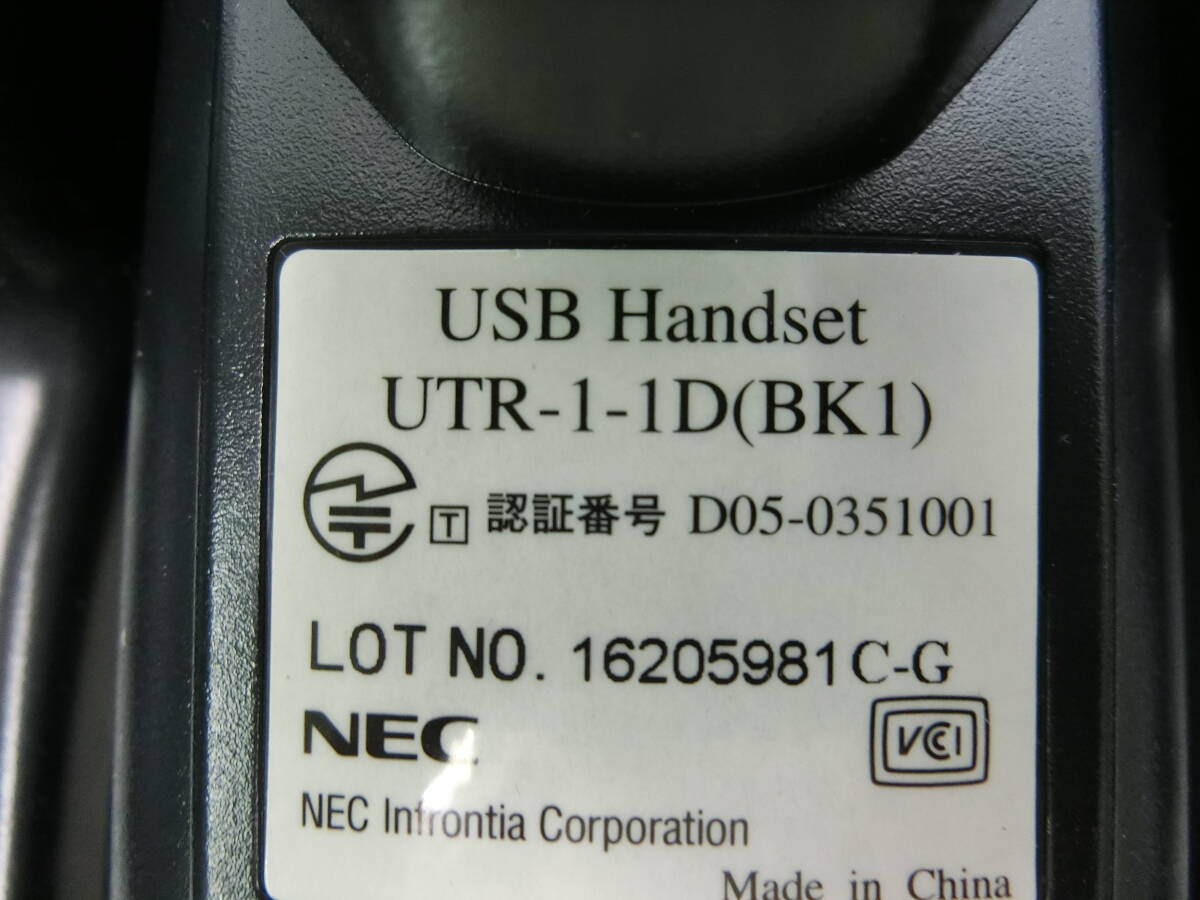 USB Handset
UTR-1-1D(BK1)
T 認証番号 D05-0351001
LOT NO. 16205981C-G
NEC
VCCI
NEC Infrontia Corporation
Made in China